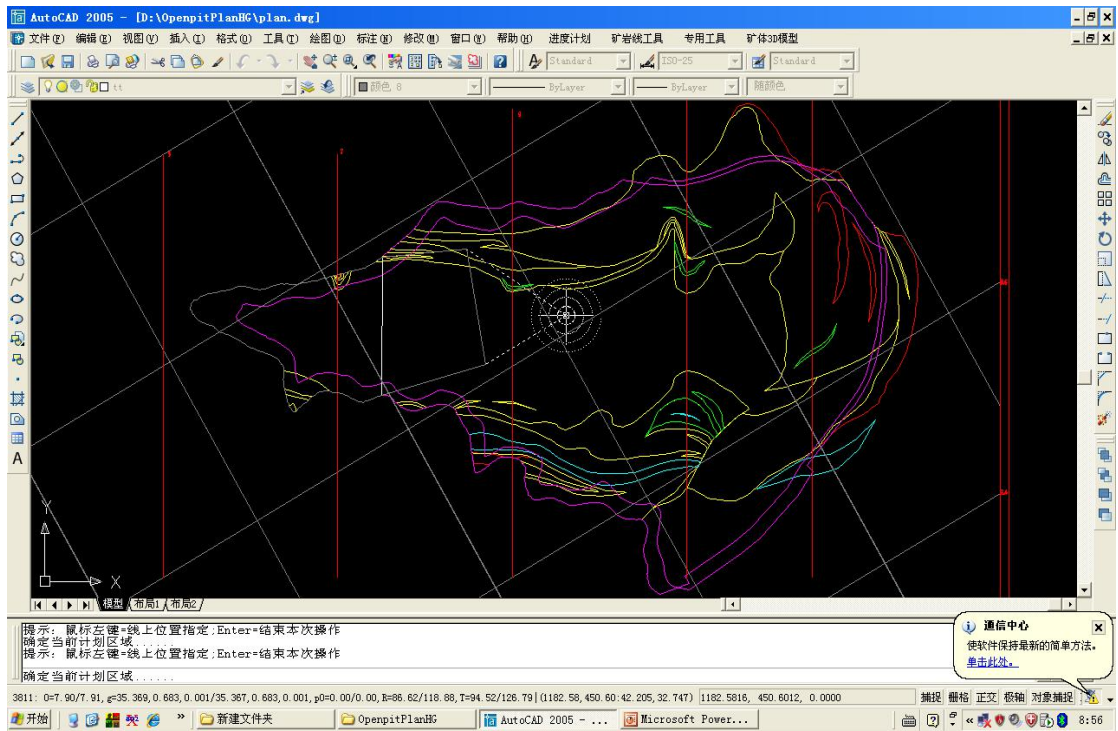 AutoCAD 2005 - [D:\OpenpitPlanHG\plan.dwg]
文件(F) 编辑(E) 视图(V) 插入(I) 格式(O) 工具(T) 绘图(D) 标注(N) 修改(M) 窗口(W) 帮助(H) 进度计划 矿岩线工具 专用工具 矿体3D模型
Standard ISO-25 Standard
tt 颜色 8 ByLayer ByLayer 随颜色
Y
X
模型 布局1 布局2
提示: 鼠标左键=线上位置指定;Enter=结束本次操作
确定当前计划区域......
提示: 鼠标左键=线上位置指定;Enter=结束本次操作
确定当前计划区域......
通信中心
使软件保持最新的简单方法。
单击此处。
3811: O=7.90/7.91, g=35.369,0.683,0.001/35.367,0.683,0.001, p0=0.00/0.00, R=86.62/118.88, T=94.52/126.79|(1182.58,450.60:42.205,32.747) 1182.5816, 450.6012, 0.0000 捕捉 栅格 正交 极轴 对象捕捉
开始 » 新建文件夹 OpenpitPlanHG AutoCAD 2005 - ... Microsoft Power... « 8:56